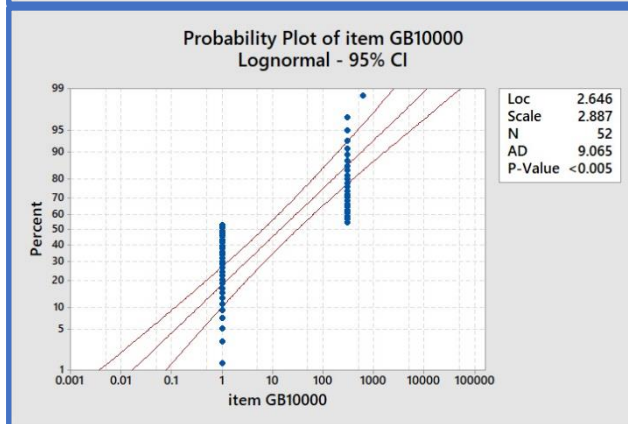 Probability Plot of item GB10000
Lognormal - 95% CI
99
95
90
80
70
60
50
40
30
20
10
5
1
Percent
0.001 0.01 0.1 1 10 100 1000 10000 100000
item GB10000
Loc 2.646
Scale 2.887
N 52
AD 9.065
P-Value <0.005